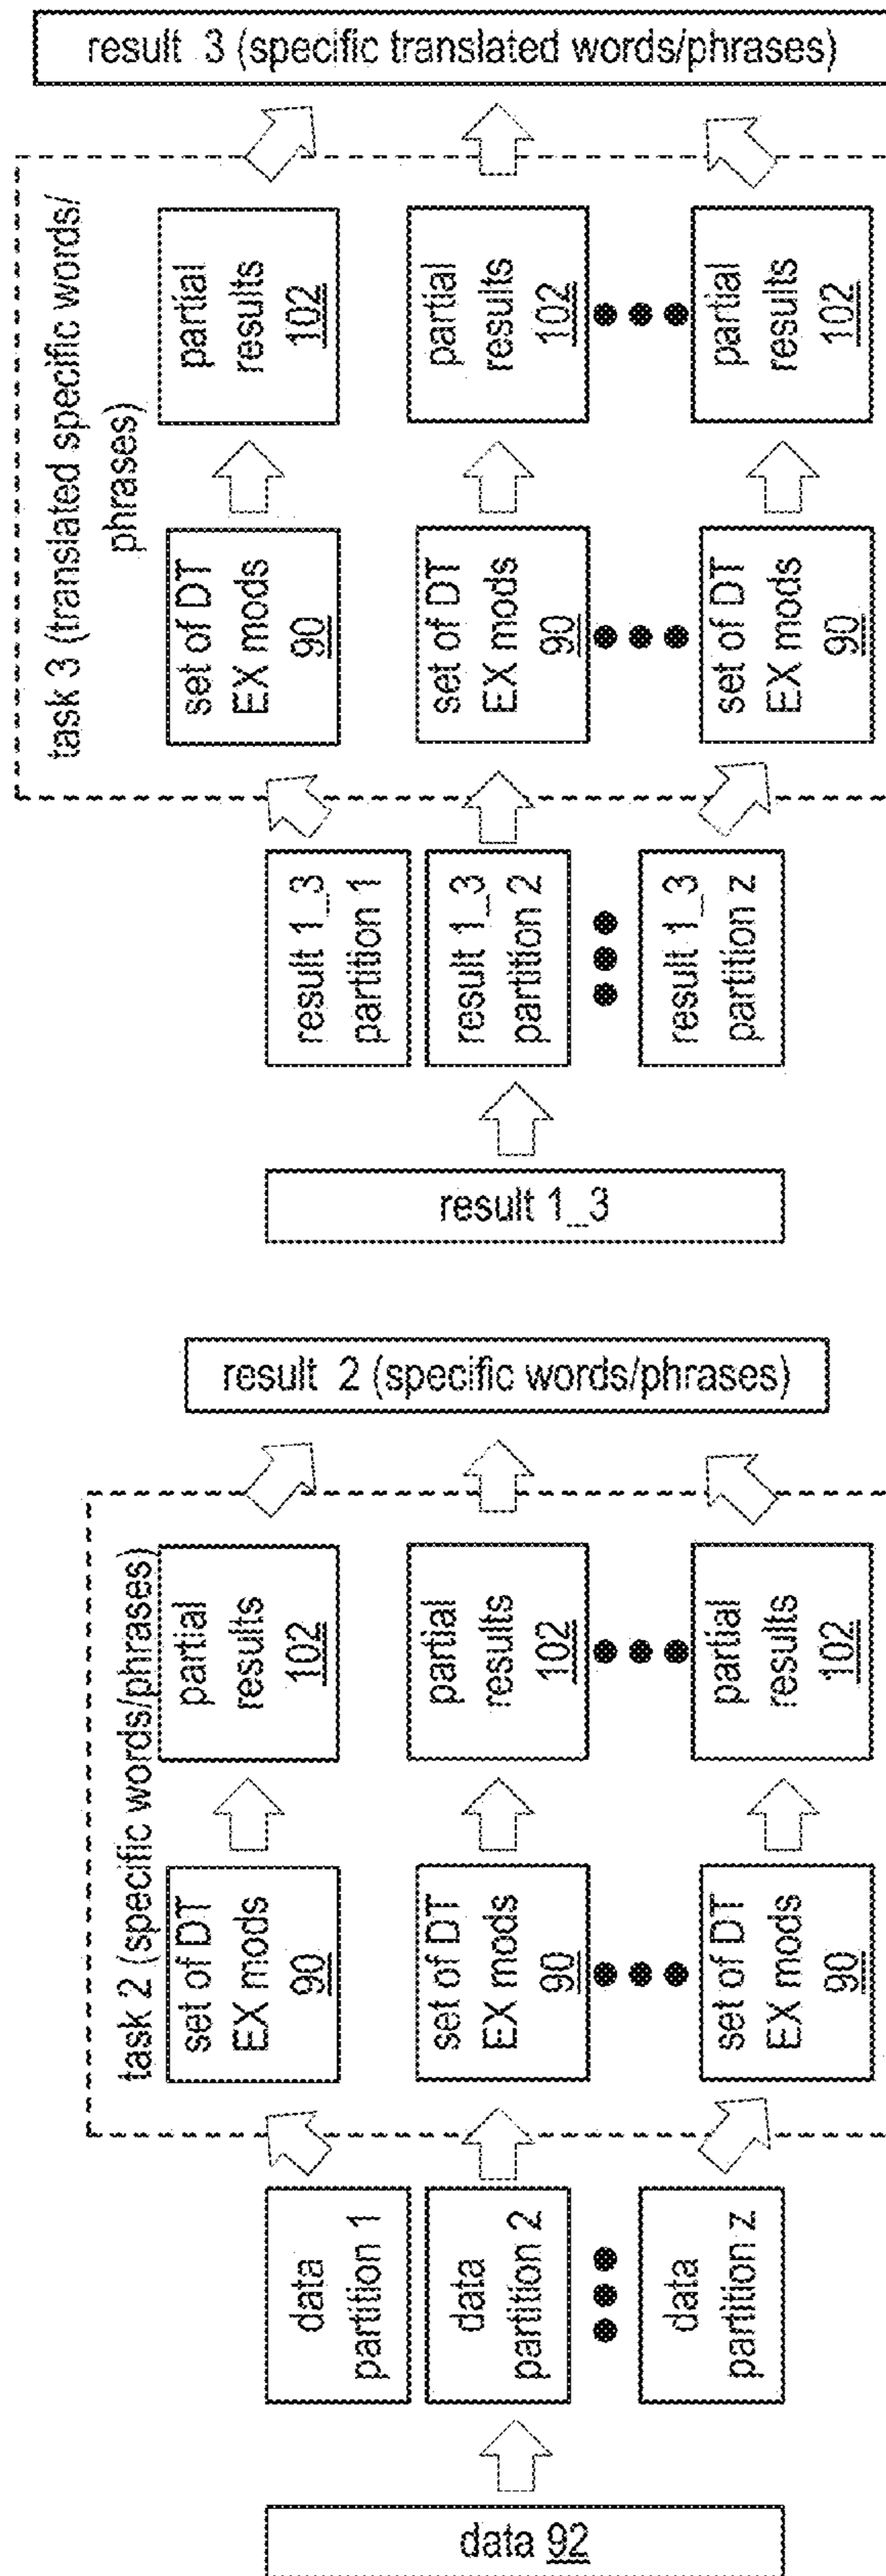 data 92
data
partition 1
data
partition 2
data
partition z
task 2 (specific words/phrases)
set of DT
EX mods
90
set of DT
EX mods
90
set of DT
EX mods
90
partial
results
102
partial
results
102
partial
results
102
result 2 (specific words/phrases)
result 1_3
result 1_3
partition 1
result 1_3
partition 2
result 1_3
partition z
task 3 (translated specific words/
phrases)
set of DT
EX mods
90
set of DT
EX mods
90
set of DT
EX mods
90
partial
results
102
partial
results
102
partial
results
102
result 3 (specific translated words/phrases)